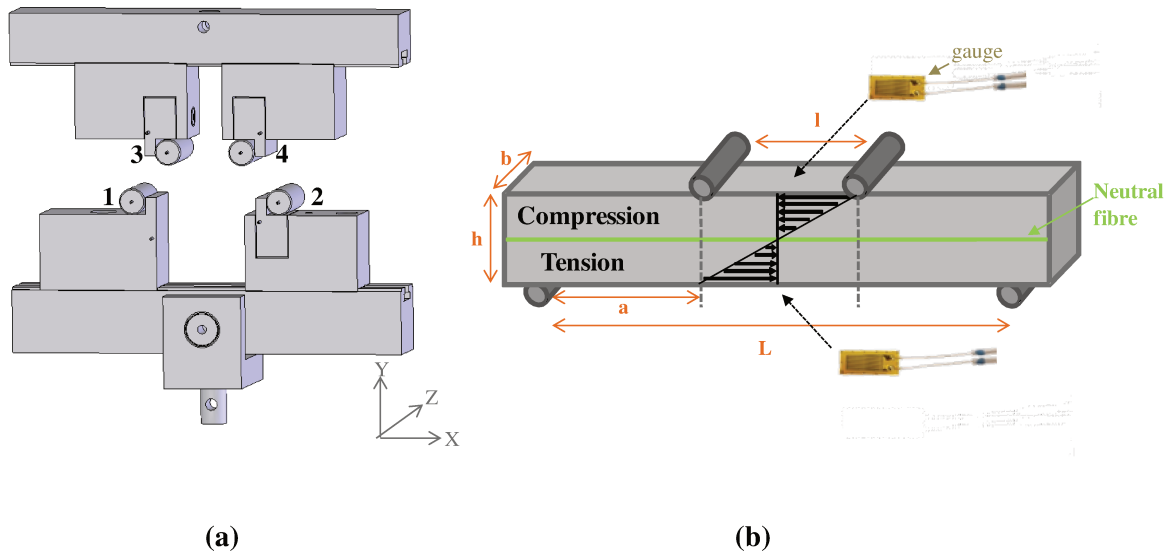 3
4
1
2
Y
Z
X
(a)
gauge
l
b
Neutral
fibre
Compression
h
Tension
a
L
(b)